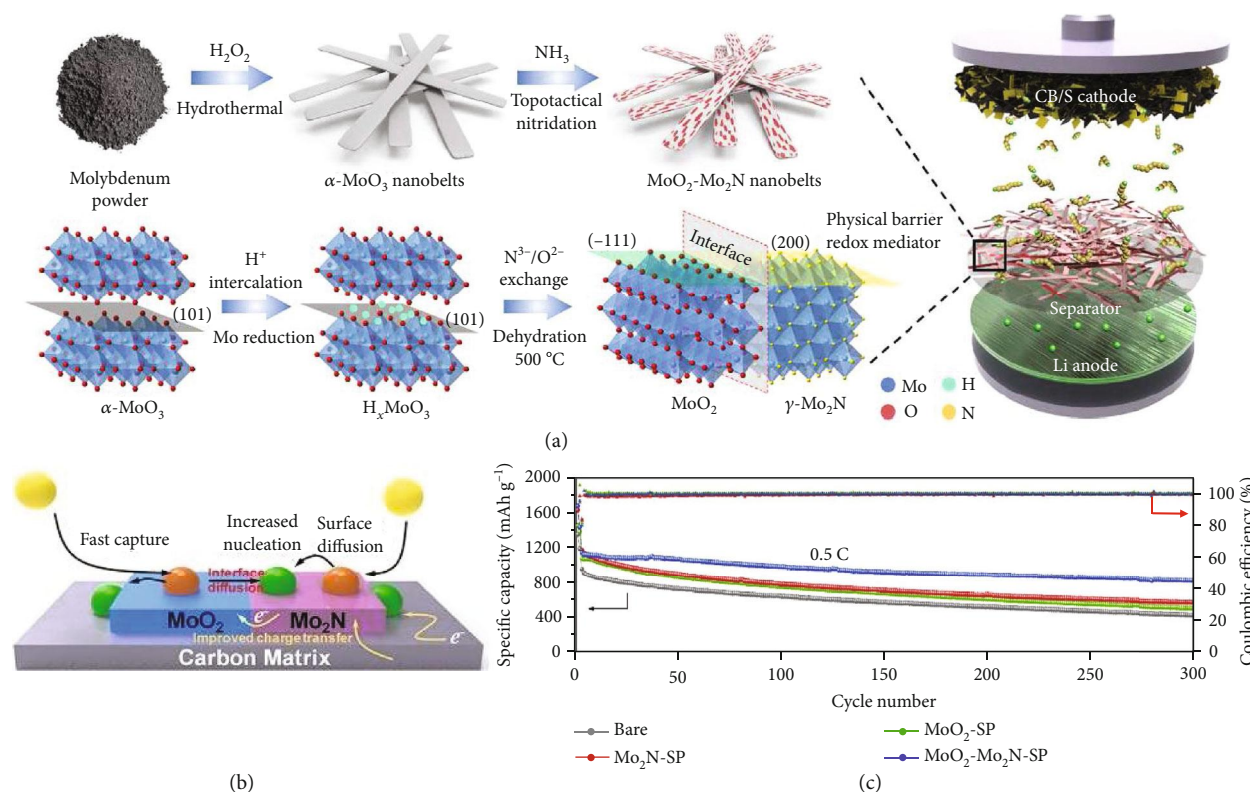 H₂O₂
Hydrothermal
NH₃
Topotactical
nitridation
Molybdenum
powder
α-MoO₃ nanobelts
MoO₂-Mo₂N nanobelts
CB/S cathode
Physical barrier
redox mediator
Separator
Li anode
H⁺
intercalation
Mo reduction
(101)
(101)
N³⁻/O²⁻
exchange
Dehydration
500 °C
(–111)
Interface
(200)
α-MoO₃
HₓMoO₃
MoO₂
γ-Mo₂N
Mo
H
O
N
(a)
Fast capture
Increased
nucleation
Surface
diffusion
Interface
diffusion
MoO₂
e⁻
Mo₂N
Improved charge transfer
e⁻
Carbon Matrix
(b)
Specific capacity (mAh g⁻¹)
2000
1600
1200
800
400
0
0.5 C
100
80
60
40
20
0
Coulombic efficiency (%)
0
50
100
150
200
250
300
Cycle number
Bare
MoO₂-SP
Mo₂N-SP
MoO₂-Mo₂N-SP
(c)